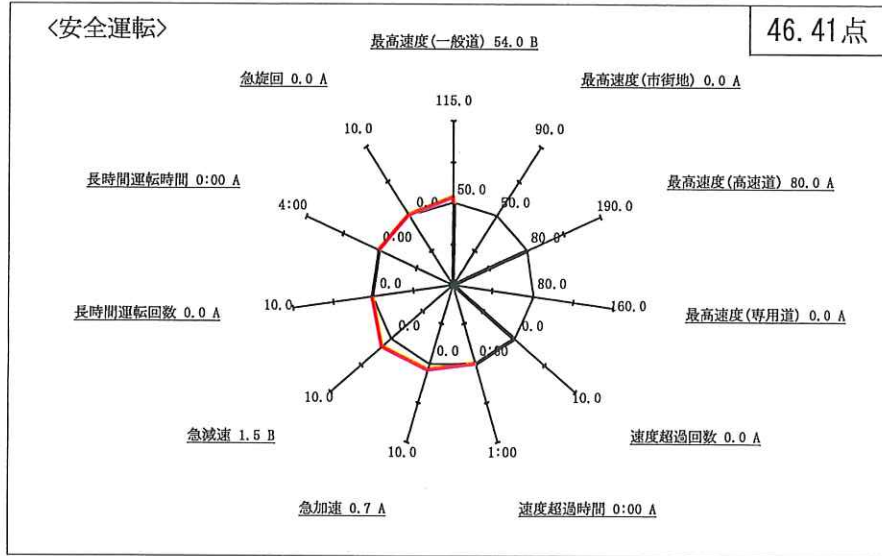 〈安全運転〉
46.41点
最高速度(一般道) 54.0 B
急旋回 0.0 A
最高速度(市街地) 0.0 A
115.0
10.0
90.0
長時間運転時間 0:00 A
最高速度(高速道) 80.0 A
4:00
190.0
50.0
0.0
50.0
0:00
80.0
長時間運転回数 0.0 A
10.0
0.0
80.0
160.0
最高速度(専用道) 0.0 A
0.0
0.0
0.0
0:00
10.0
10.0
急減速 1.5 B
速度超過回数 0.0 A
10.0
1:00
急加速 0.7 A
速度超過時間 0:00 A